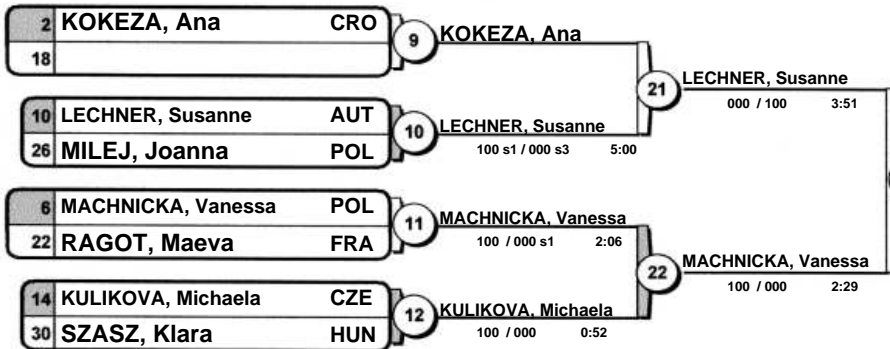 2 KOKEZA, Ana CRO
18
9
KOKEZA, Ana
10 LECHNER, Susanne AUT
26 MILEJ, Joanna POL
10
LECHNER, Susanne
100 s1 / 000 s3 5:00
21
LECHNER, Susanne
000 / 100 3:51
6 MACHNICKA, Vanessa POL
22 RAGOT, Maeva FRA
11
MACHNICKA, Vanessa
100 / 000 s1 2:06
14 KULIKOVA, Michaela CZE
30 SZASZ, Klara HUN
12
KULIKOVA, Michaela
100 / 000 0:52
22
MACHNICKA, Vanessa
100 / 000 2:29